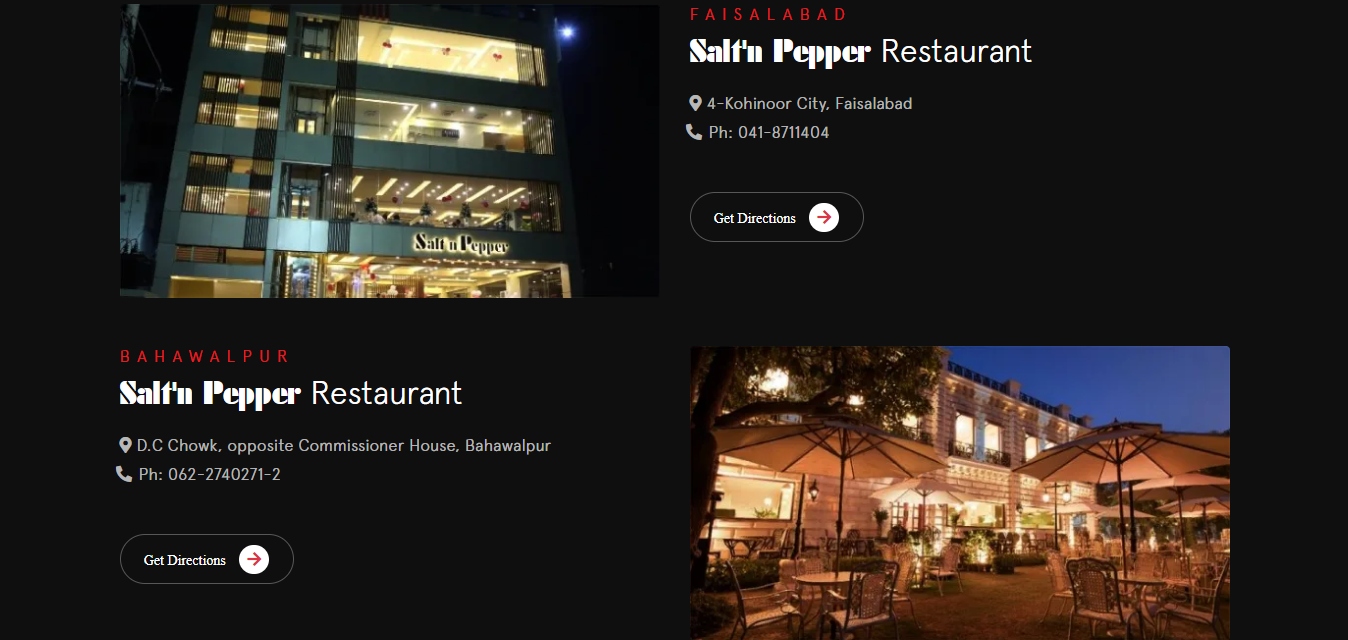 FAISALABAD
Salt'n Pepper Restaurant
4-Kohinoor City, Faisalabad
Ph: 041-8711404
Get Directions
Salt'n Pepper
BAHAWALPUR
Salt'n Pepper Restaurant
D.C Chowk, opposite Commissioner House, Bahawalpur
Ph: 062-2740271-2
Get Directions